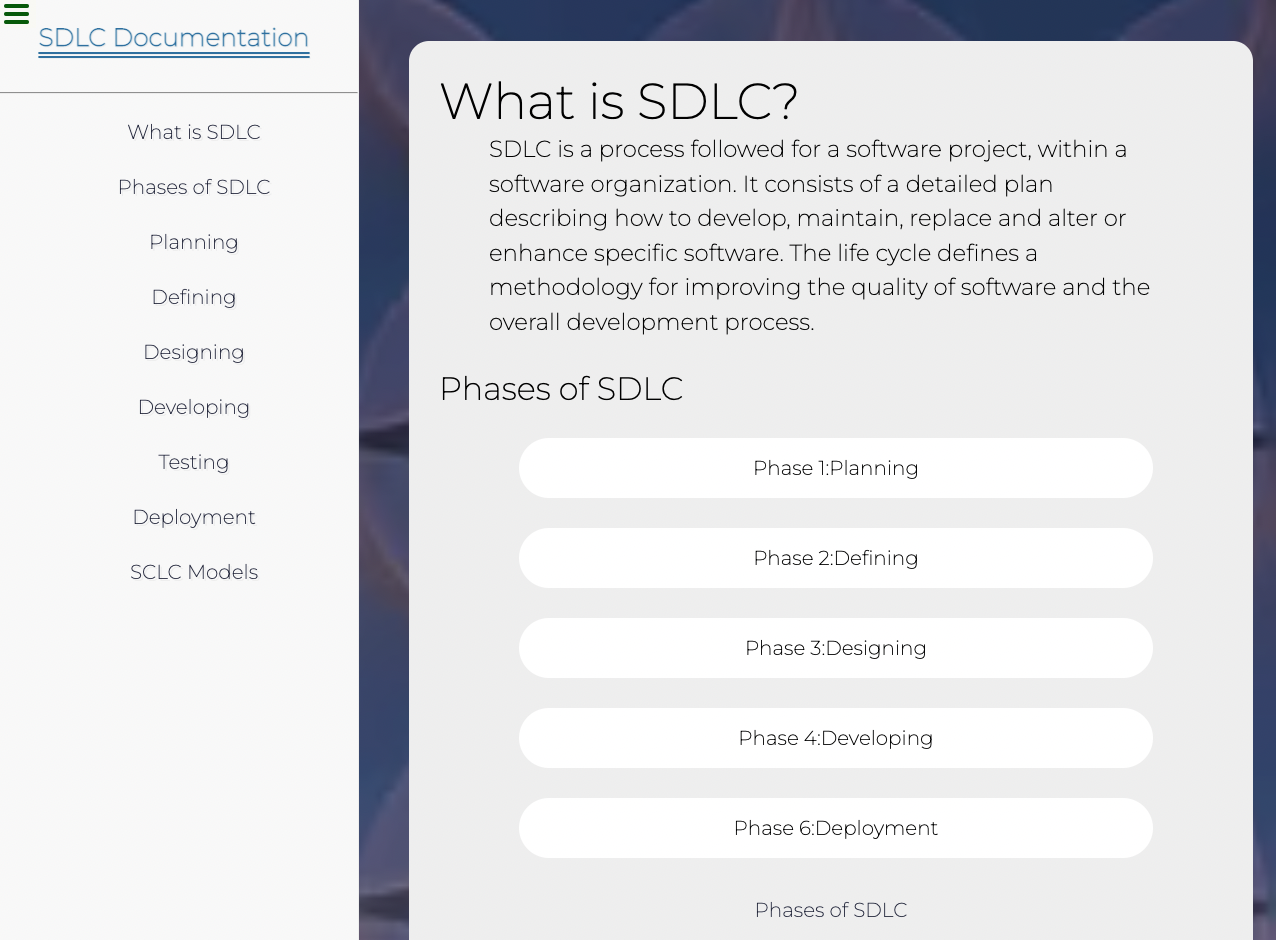 SDLC Documentation
What is SDLC
Phases of SDLC
Planning
Defining
Designing
Developing
Testing
Deployment
SCLC Models
What is SDLC?
SDLC is a process followed for a software project, within a
software organization. It consists of a detailed plan
describing how to develop, maintain, replace and alter or
enhance specific software. The life cycle defines a
methodology for improving the quality of software and the
overall development process.
Phases of SDLC
Phase 1:Planning
Phase 2:Defining
Phase 3:Designing
Phase 4:Developing
Phase 6:Deployment
Phases of SDLC